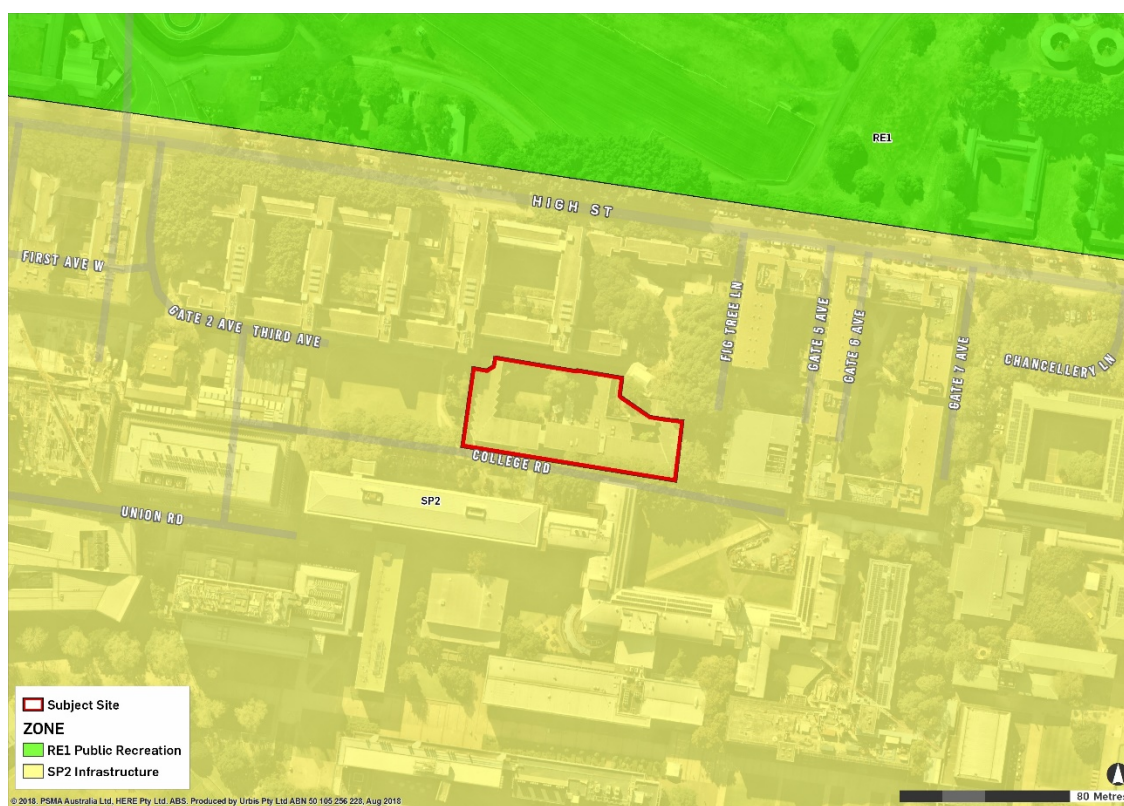 RE1
HIGH ST
FIRST AVE W
GATE 2 AVE THIRD AVE
FIG TREE LN
GATE 5 AVE
GATE 6 AVE
GATE 7 AVE
CHANCELLERY LN
COLLEGE RD
SP2
UNION RD
Subject Site
ZONE
RE1 Public Recreation
SP2 Infrastructure
80 Metres
© 2018. PSMA Australia Ltd, HERE Pty Ltd. ABS. Produced by Urbis Pty Ltd ABN 50 105 256 228, Aug 2018